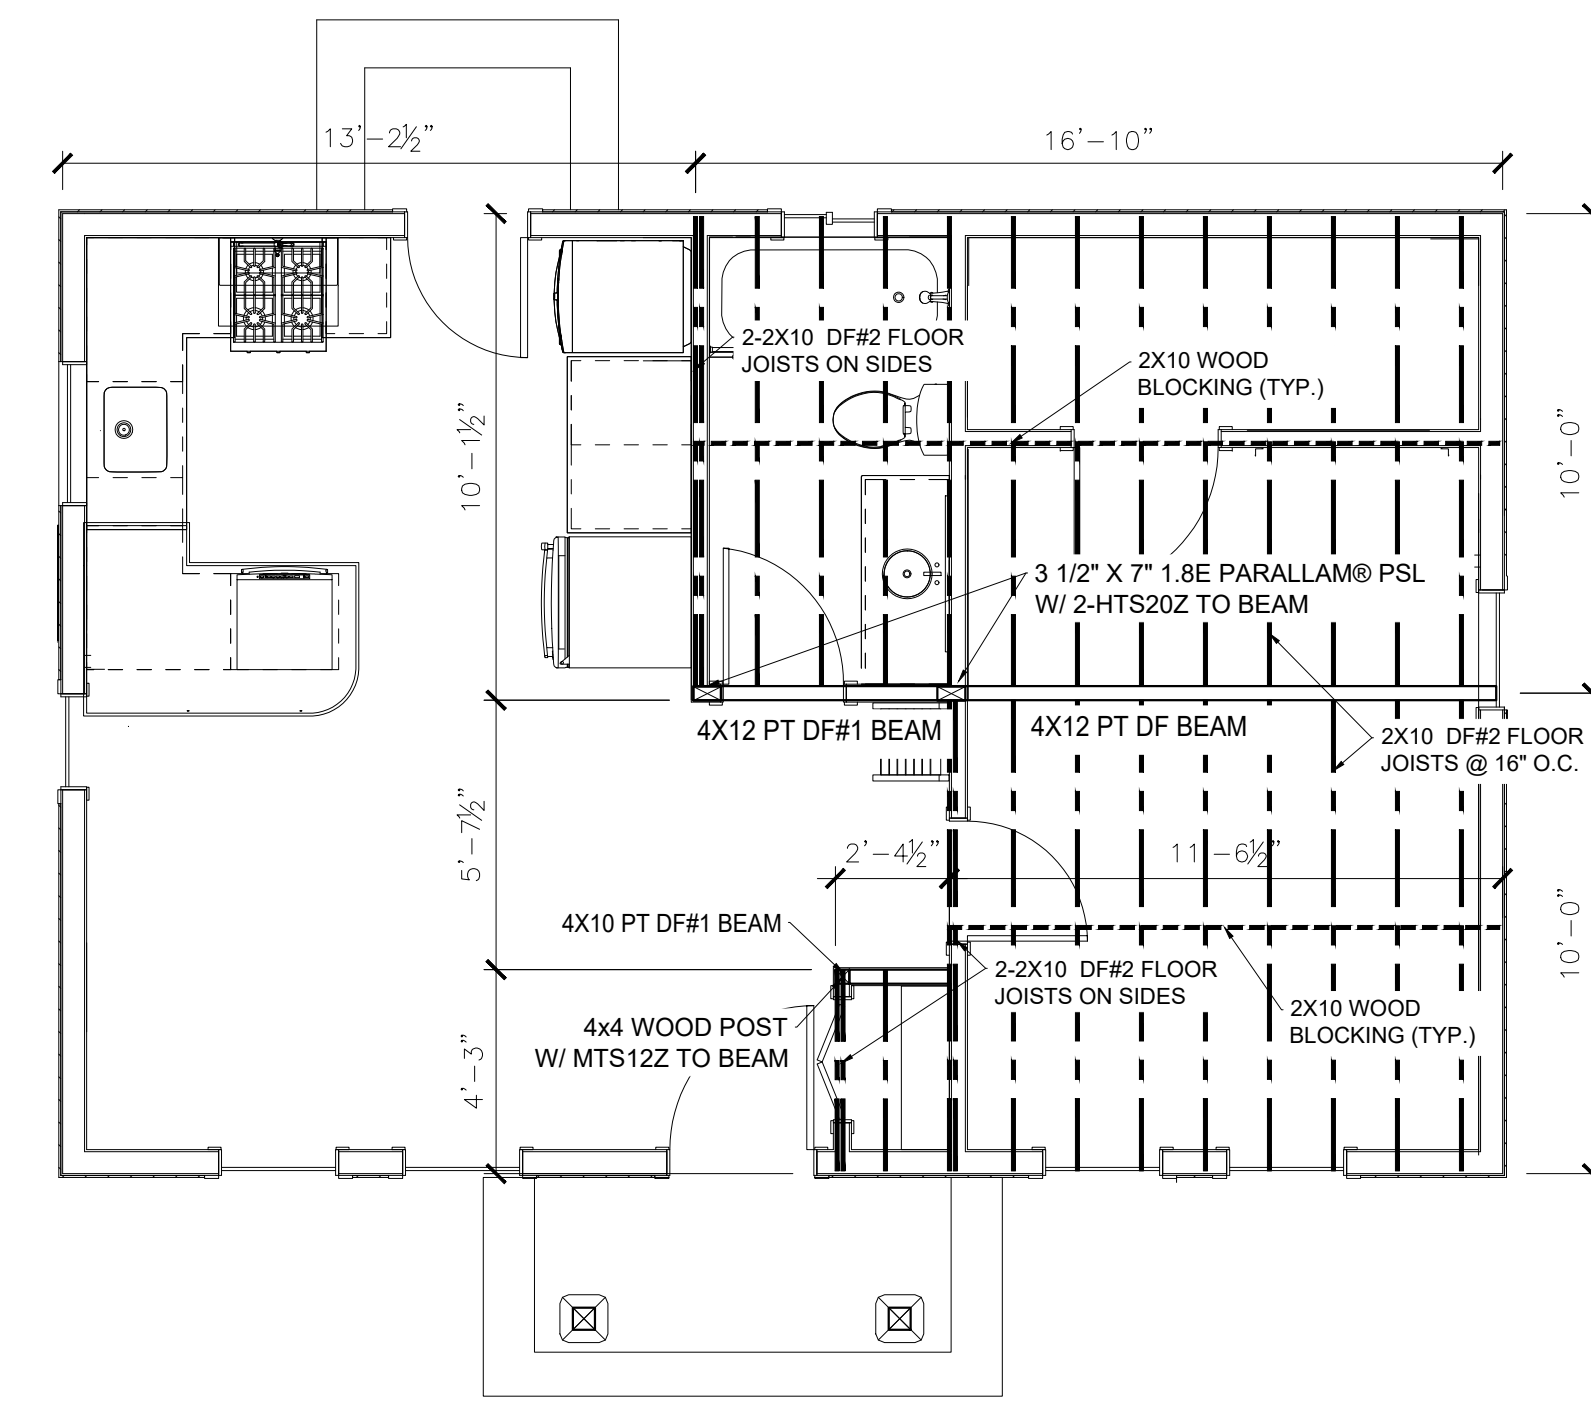 13'-2½"
16'-10"
2-2X10 DF#2 FLOOR
JOISTS ON SIDES
2X10 WOOD
BLOCKING (TYP.)
10'-1½"
10'-0"
3 1/2" X 7" 1.8E PARALLAM® PSL
W/ 2-HTS20Z TO BEAM
4X12 PT DF#1 BEAM
4X12 PT DF BEAM
2X10 DF#2 FLOOR
JOISTS @ 16" O.C.
5'-7½"
2'-4½"
11 -6½"
4X10 PT DF#1 BEAM
10'-0"
2-2X10 DF#2 FLOOR
JOISTS ON SIDES
2X10 WOOD
BLOCKING (TYP.)
4x4 WOOD POST
W/ MTS12Z TO BEAM
4'-3"